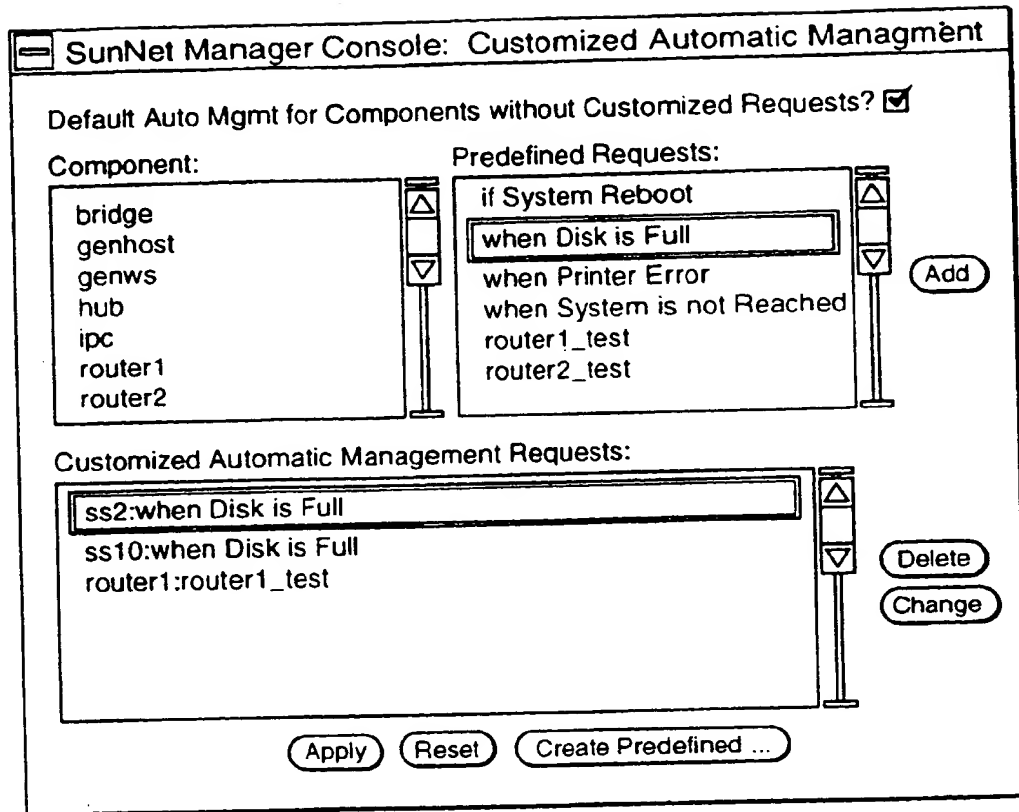 SunNet Manager Console: Customized Automatic Managment
Default Auto Mgmt for Components without Customized Requests?
Component:
bridge
genhost
genws
hub
ipc
router1
router2
Predefined Requests:
if System Reboot
when Disk is Full
when Printer Error
when System is not Reached
router1_test
router2_test
Add
Customized Automatic Management Requests:
ss2:when Disk is Full
ss10:when Disk is Full
router1:router1_test
Delete
Change
Apply
Reset
Create Predefined ...